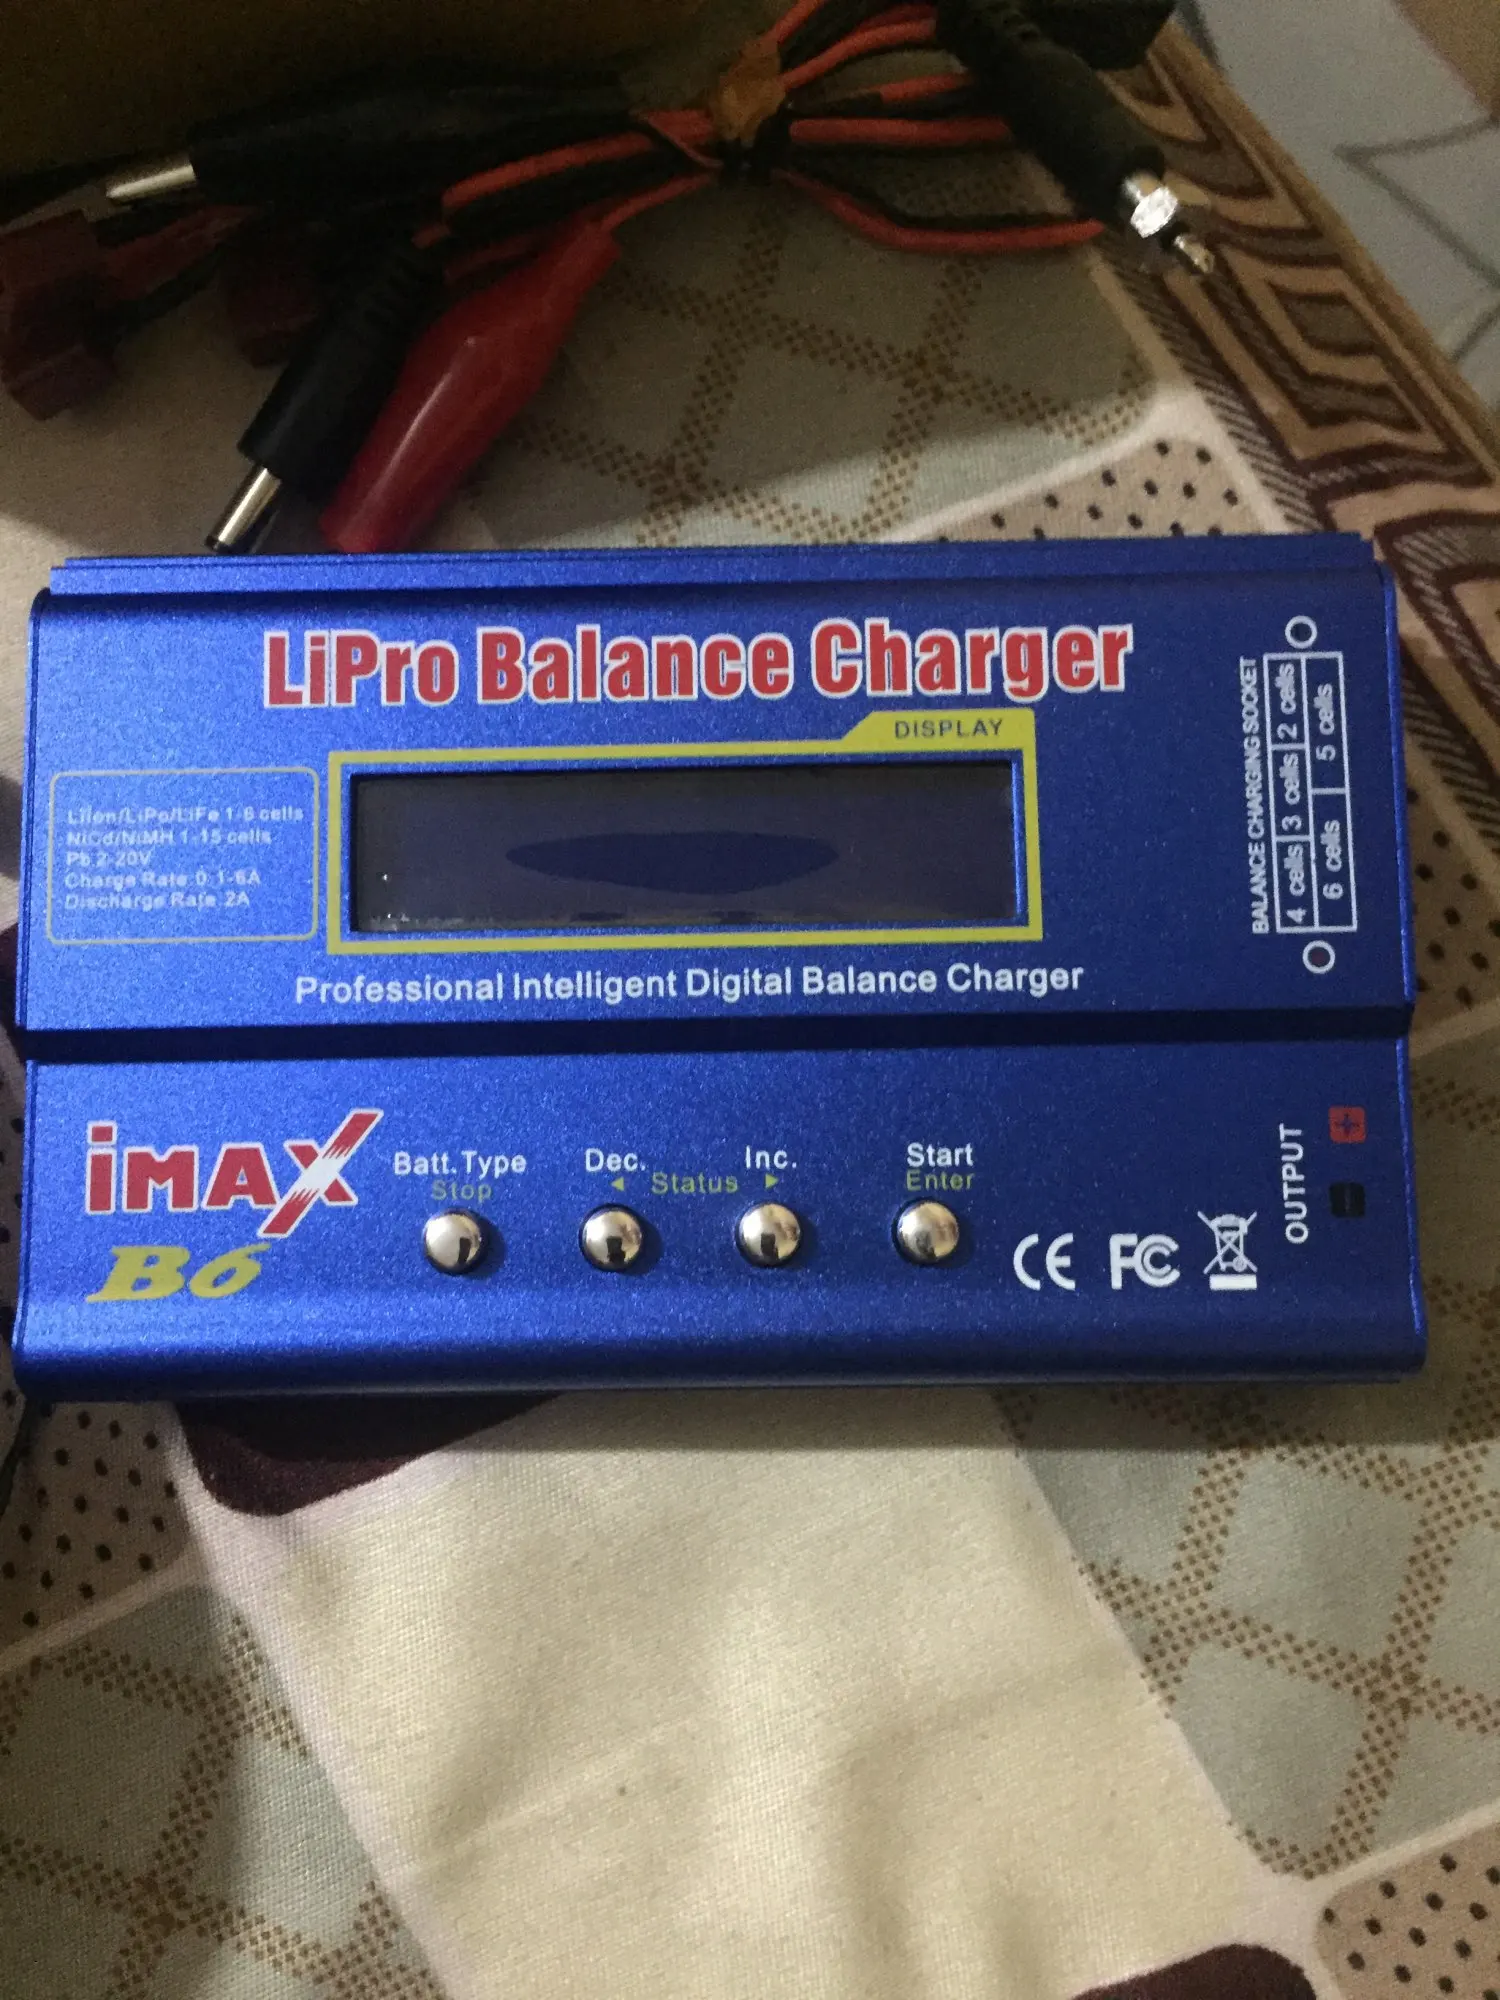 LiPro Balance Charger
DISPLAY
LiIon/LiPo/LiFe 1-6 cells
NiCd/NiMH 1-15 cells
Pb 2-20V
Charge Rate 0.1-6A
Discharge Rate 2A
Professional Intelligent Digital Balance Charger
BALANCE CHARGING SOCKET
4 cells 3 cells 2 cells
6 cells 5 cells
iMAX
B6
Batt.Type
Stop
Dec. Inc.
◄ Status ►
Start
Enter
CE FC
OUTPUT
+
-